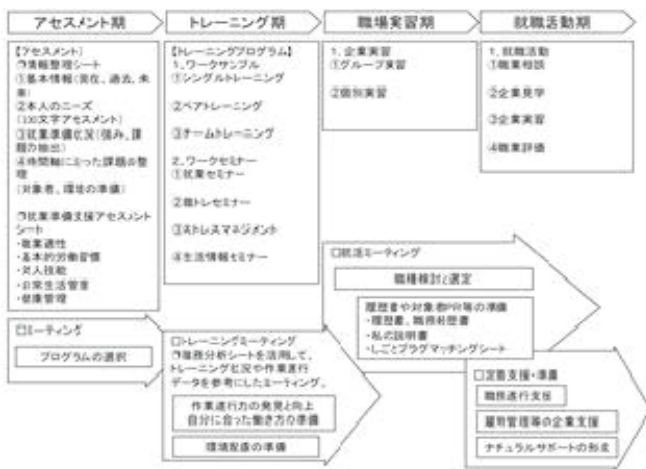 アセスメント期
トレーニング期
職場実習期
就職活動期
【アセスメント】
❐情報整理シート
①基本情報(現在、過去、未
来)
②本人のニーズ
(100文字アセスメント)
③就業準備状況(強み、課
題の抽出)
④時間軸にそった課題の整
理
(対象者、環境の準備)
❐就業準備支援アセスメント
シート
・職業適性
・基本的労働習慣
・対人技能
・日常生活管理
・健康管理
【トレーニングプログラム】
1.ワークサンプル
①シングルトレーニング
②ペアトレーニング
③チームトレーニング
2.ワークセミナー
①就業セミナー
②職トレセミナー
③ストレスマネジメント
④生活情報セミナー
1.企業実習
①グループ実習
②個別実習
1.就職活動
①職業相談
②企業見学
③企業実習
④職業評価
☐ミーティング
プログラムの選択
☐トレーニングミーティング
❐職務分析シートを活用して、
トレーニング状況や作業進行
データを参考にしたミーティング。
作業進行力の発見と向上
自分に合った働き方の準備
環境配慮の準備
☐就活ミーティング
職種検討と選定
履歴書や対象者PR等の準備
・履歴書、職務経歴書
・私の説明書
・しごとプラグマッチングシート
☐定着支援・準備
職務進行支援
雇用管理等の企業支援
ナチュラルサポートの形成